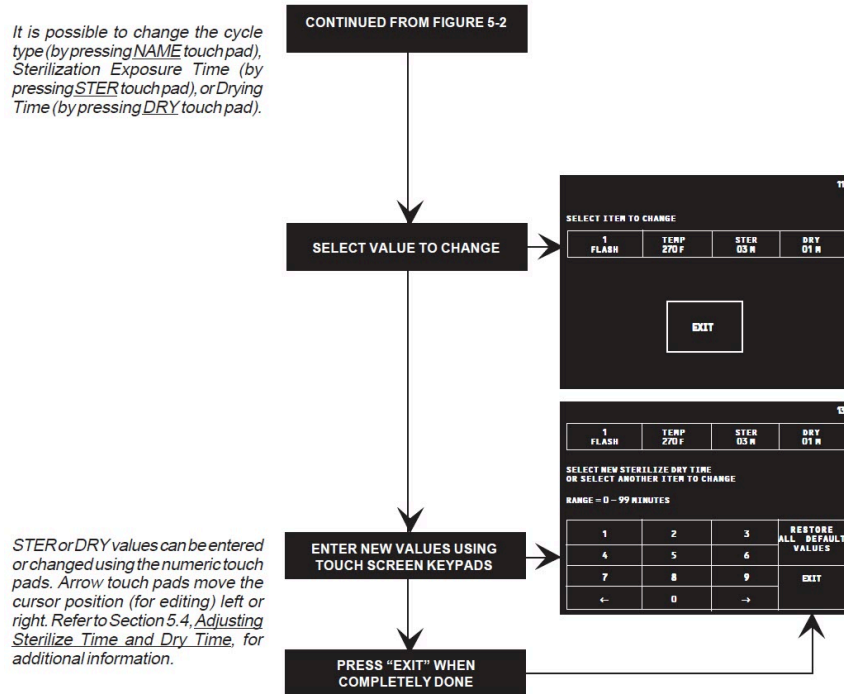 It is possible to change the cycle
type (by pressing NAME touch pad),
Sterilization Exposure Time (by
pressing STER touch pad), or Drying
Time (by pressing DRY touch pad).
CONTINUED FROM FIGURE 5-2
SELECT VALUE TO CHANGE
SELECT ITEM TO CHANGE
1 TEMP STER DRY
FLASH 270 F 03 M 01 M
EXIT
1 TEMP STER DRY
FLASH 270 F 03 M 01 M
SELECT NEW STERILIZE DRY TIME
OR SELECT ANOTHER ITEM TO CHANGE
RANGE = 0 – 99 MINUTES
1 2 3
4 5 6
7 8 9
← 0 →
RESTORE
ALL DEFAULT
VALUES
EXIT
STER or DRY values can be entered
or changed using the numeric touch
pads. Arrow touch pads move the
cursor position (for editing) left or
right. Refer to Section 5.4, Adjusting
Sterilize Time and Dry Time, for
additional information.
ENTER NEW VALUES USING
TOUCH SCREEN KEYPADS
PRESS “EXIT” WHEN
COMPLETELY DONE